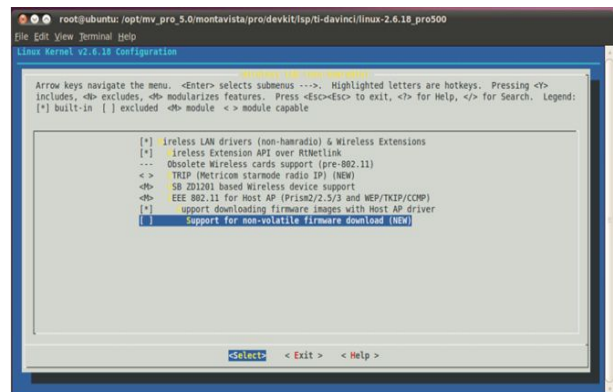 root@ubuntu: /opt/mv_pro_5.0/montavista/pro/devkit/lsp/ti-davinci/linux-2.6.18_pro500
File Edit View Terminal Help
Linux Kernel v2.6.18 Configuration
Arrow keys navigate the menu. <Enter> selects submenus --->. Highlighted letters are hotkeys. Pressing <Y>
includes, <N> excludes, <M> modularizes features. Press <Esc><Esc> to exit, <?> for Help, </> for Search. Legend:
[*] built-in [ ] excluded <M> module < > module capable
[*] Wireless LAN drivers (non-hamradio) & Wireless Extensions
[*] Wireless Extension API over RtNetlink
--- Obsolete Wireless cards support (pre-802.11)
< > STRIP (Metricom starmode radio IP) (NEW)
<M> USB ZD1201 based Wireless device support
<M> IEEE 802.11 for Host AP (Prism2/2.5/3 and WEP/TKIP/CCMP)
[*] Support downloading firmware images with Host AP driver
[ ] Support for non-volatile firmware download (NEW)
<Select> < Exit > < Help >